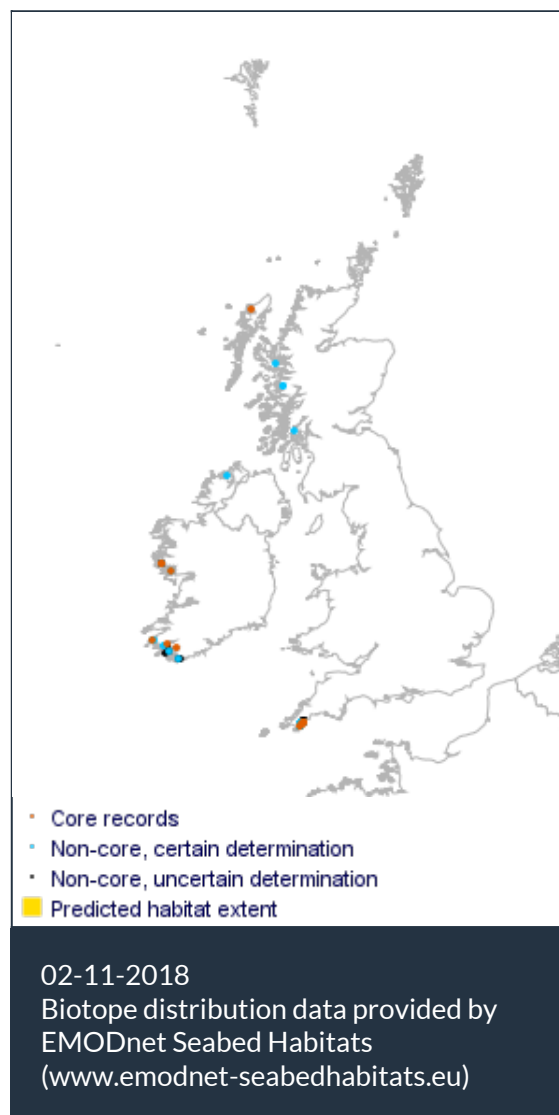 Core records
Non-core, certain determination
Non-core, uncertain determination
Predicted habitat extent
02-11-2018
Biotope distribution data provided by
EMODnet Seabed Habitats
(www.emodnet-seabedhabitats.eu)